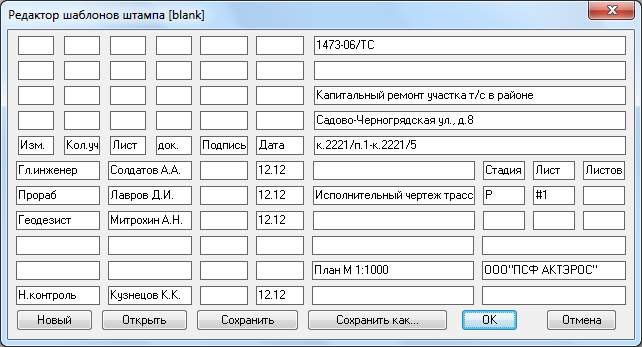 Редактор шаблонов штампа [blank]
1473-06/ТС
Капитальный ремонт участка т/с в районе
Садово-Черногрядская ул., д.8
Изм. Кол.уч Лист док. Подпись Дата к.2221/п.1-к.2221/5
Гл.инженер Солдатов А.А. 12.12 Стадия Лист Листов
Прораб Лавров Д.И. 12.12 Исполнительный чертеж трасс Р #1
Геодезист Митрохин А.Н. 12.12
План М 1:1000 ООО"ПСФ АКТЭРОС"
Н.контроль Кузнецов К.К. 12.12
Новый Открыть Сохранить Сохранить как... OK Отмена